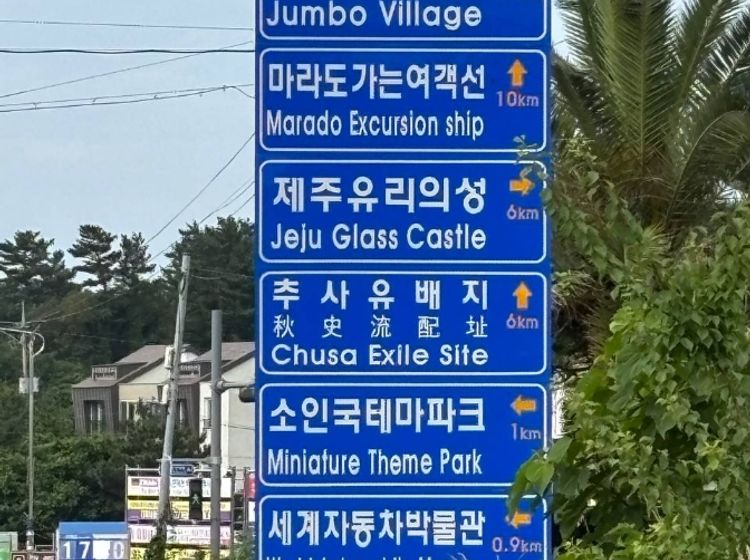 Jumbo Village
마라도가는여객선
10km
Marado Excursion ship
제주유리의성
6km
Jeju Glass Castle
추사유배지
秋史流配址
6km
Chusa Exile Site
소인국테마파크
1km
Miniature Theme Park
세계자동차박물관
0.9km